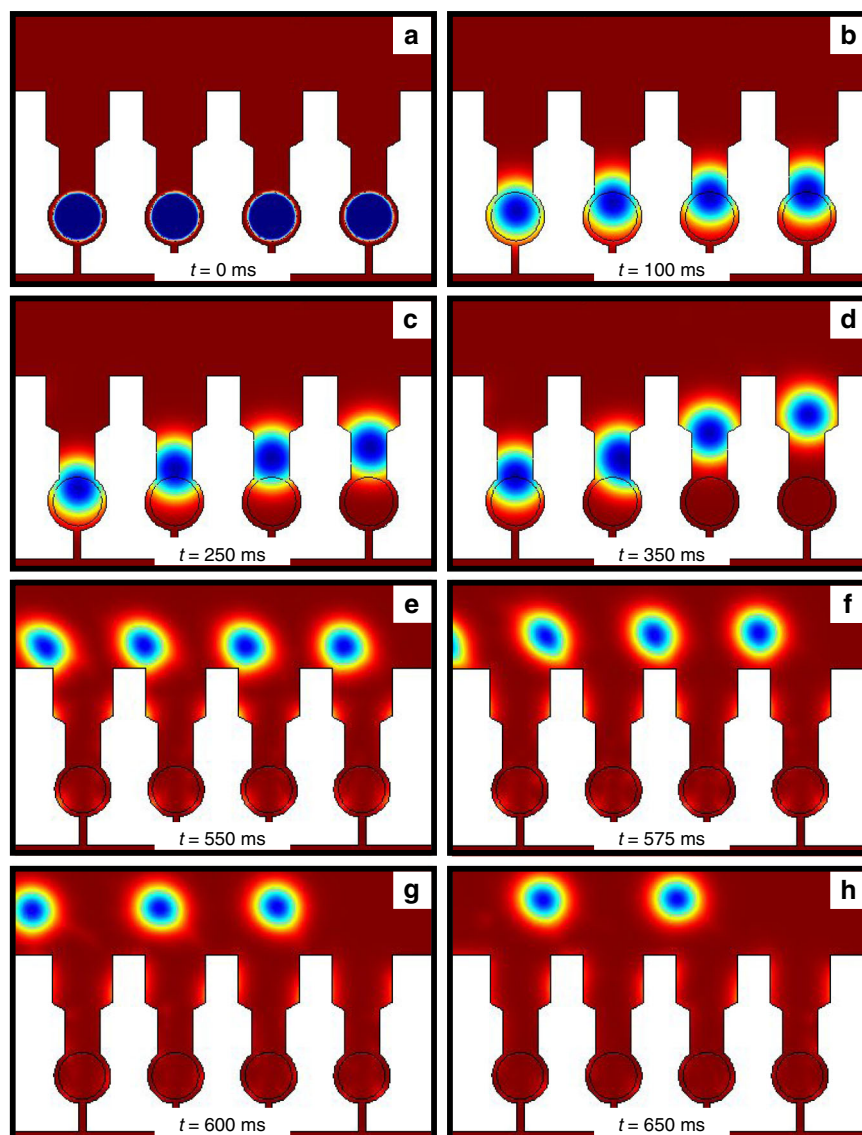 a
t = 0 ms
b
t = 100 ms
c
t = 250 ms
d
t = 350 ms
e
t = 550 ms
f
t = 575 ms
g
t = 600 ms
h
t = 650 ms